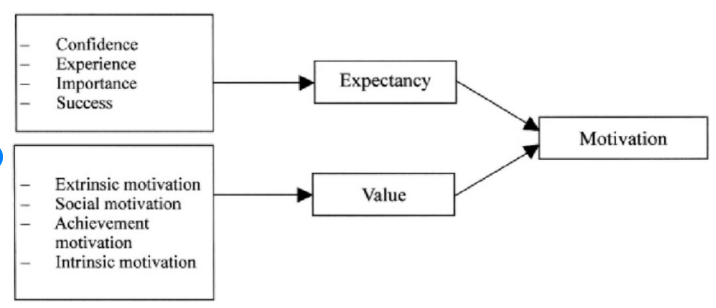 – Confidence
– Experience
– Importance
– Success
Expectancy
Motivation
– Extrinsic motivation
– Social motivation
– Achievement
motivation
– Intrinsic motivation
Value